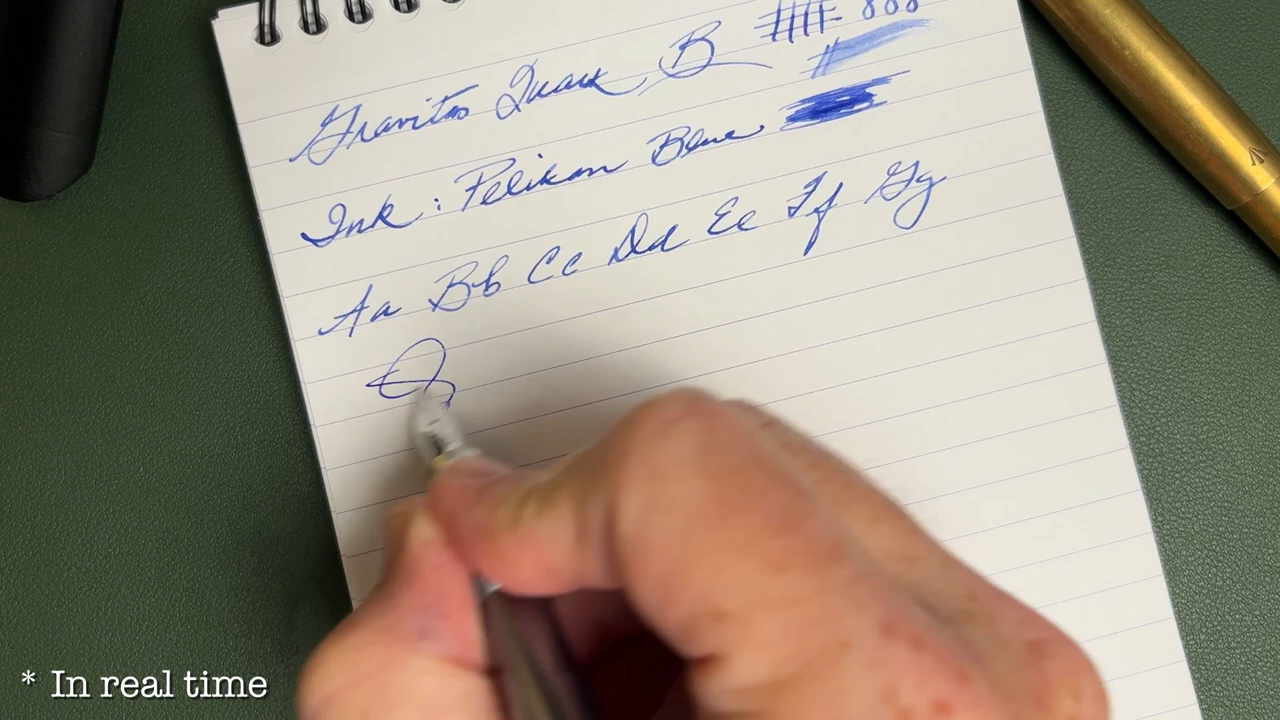 Gravitas Quark B
Ink: Pelikan Blue
Aa Bb Cc Dd Ee Ff Gg
* In real time